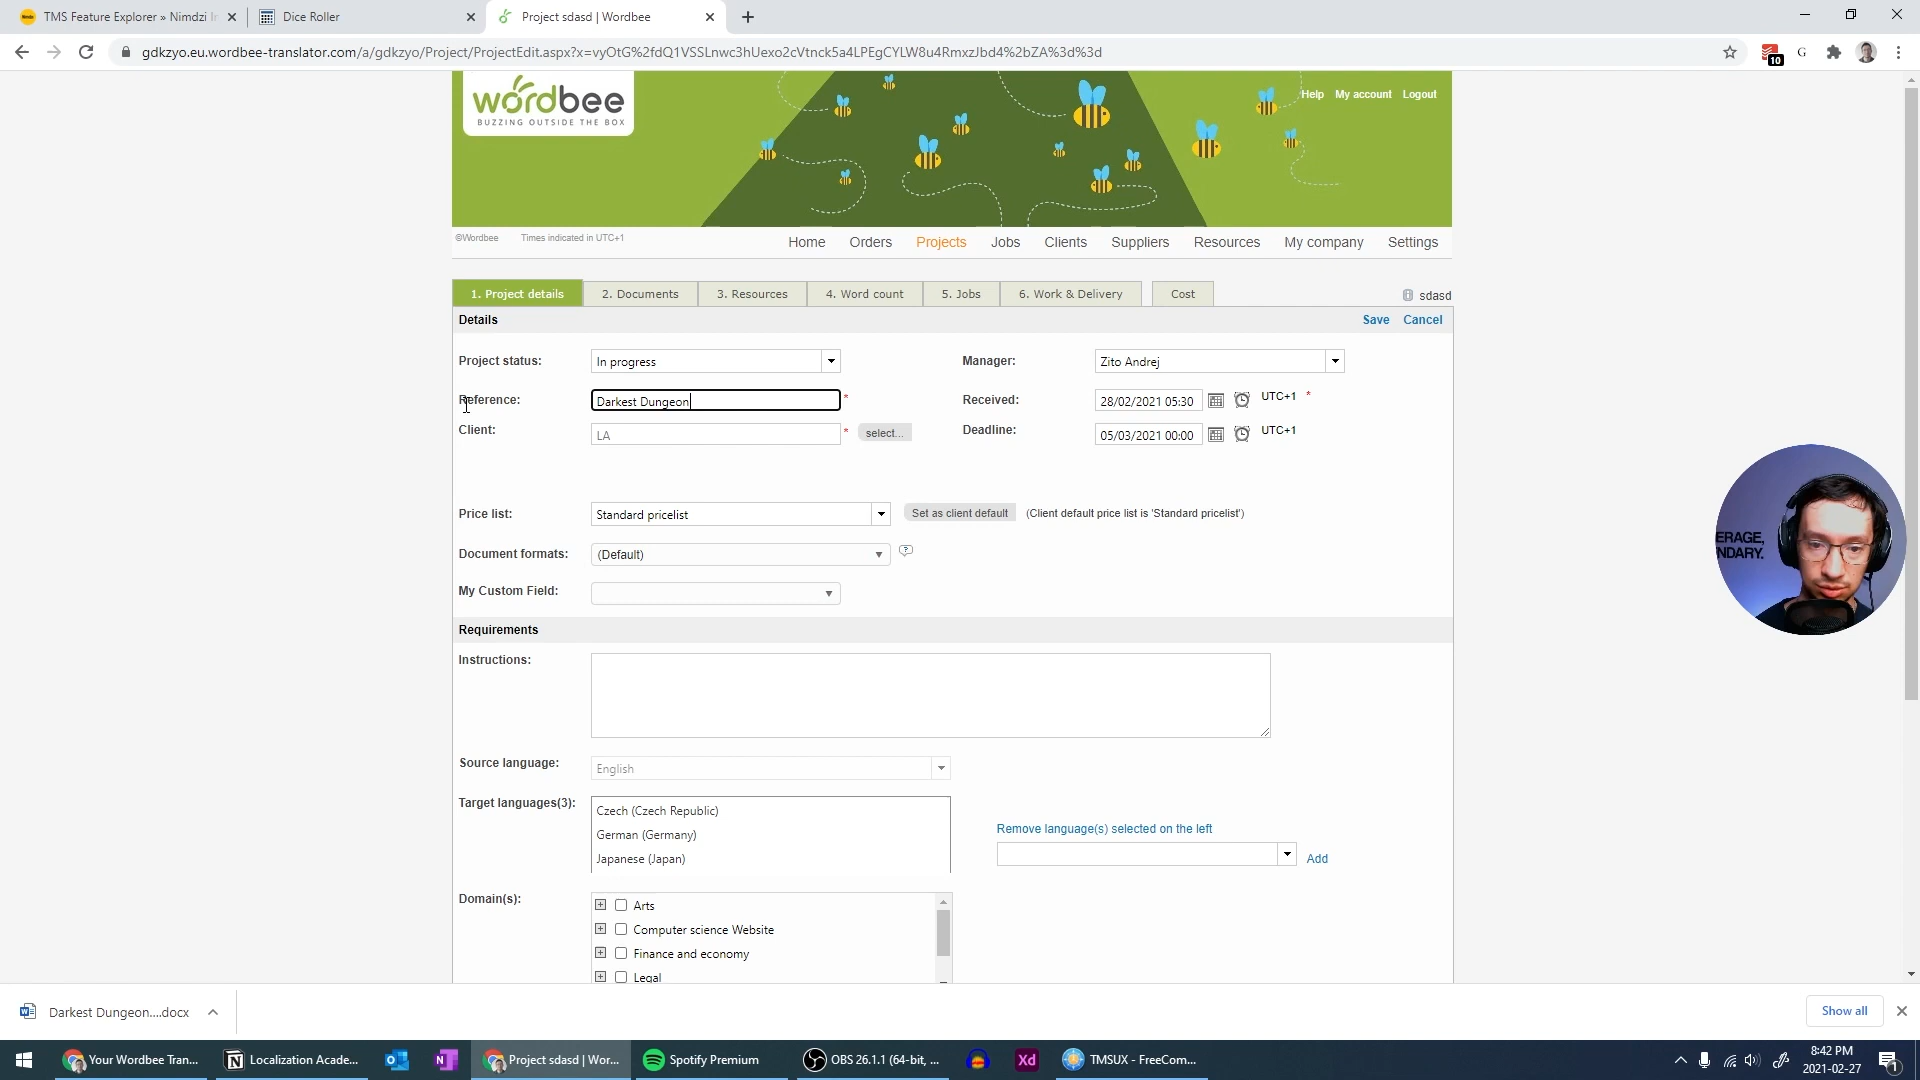 TMS Feature Explorer » Nimdzi In
Dice Roller
Project sdasd | Wordbee
gdkzyo.eu.wordbee-translator.com/a/gdkzyo/Project/ProjectEdit.aspx?x=vyOtG%2fdQ1VSSLnwc3hUexo2cVtnck5a4LPEgCYLW8u4RmxzJbd4%2bZA%3d%3d
10
G
wordbee
BUZZING OUTSIDE THE BOX
Help My account Logout
©Wordbee Times indicated in UTC+1
Home Orders Projects Jobs Clients Suppliers Resources My company Settings
1. Project details 2. Documents 3. Resources 4. Word count 5. Jobs 6. Work & Delivery Cost sdasd
Details Save Cancel
Project status: In progress Manager: Zito Andrej
Reference: Darkest Dungeon * Received: 28/02/2021 05:30 UTC+1 *
Client: LA * select... Deadline: 05/03/2021 00:00 UTC+1
Price list: Standard pricelist Set as client default (Client default price list is 'Standard pricelist')
Document formats: (Default) ?
My Custom Field:
Requirements
Instructions:
Source language: English
Target languages(3): Czech (Czech Republic)
German (Germany)
Japanese (Japan)
Remove language(s) selected on the left
Add
Domain(s): Arts
Computer science Website
Finance and economy
Legal
ERAGE,
NDARY.
Darkest Dungeon....docx
Show all
Your Wordbee Tran...
Localization Acade...
Project sdasd | Wor...
Spotify Premium
OBS 26.1.1 (64-bit, ...
Xd
TMSUX - FreeCom...
8:42 PM
2021-02-27
1